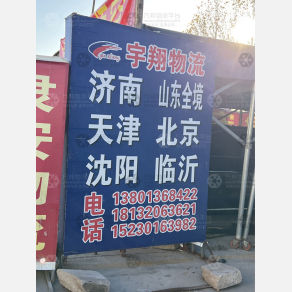 宇翔物流
济南 山东全境
天津 北京
沈阳 临沂
电话
13801368422
18132063621
15230163982